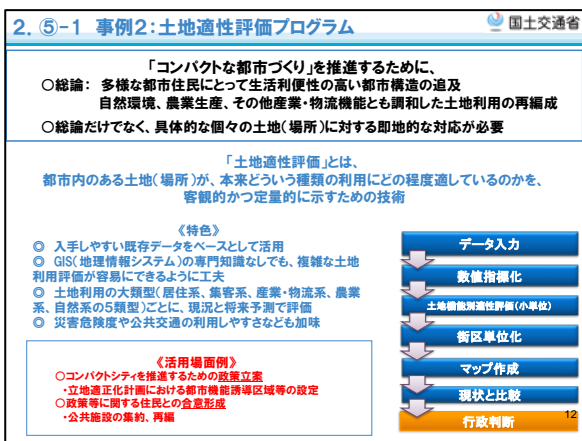 2．⑤-1 事例2：土地適性評価プログラム
国土交通省
「コンパクトな都市づくり」を推進するために、
○総論： 多様な都市住民にとって生活利便性の高い都市構造の追及
自然環境、農業生産、その他産業・物流機能とも調和した土地利用の再編成
○総論だけでなく、具体的な個々の土地（場所）に対する即地的な対応が必要
「土地適性評価」とは、
都市内のある土地（場所）が、本来どういう種類の利用にどの程度適しているのかを、
客観的かつ定量的に示すための技術
《特色》
◎ 入手しやすい既存データをベースとして活用
◎ GIS（地理情報システム）の専門知識なしでも、複雑な土地
利用評価が容易にできるように工夫
◎ 土地利用の大類型（居住系、集客系、産業・物流系、農業
系、自然系の5類型）ごとに、現況と将来予測で評価
◎ 災害危険度や公共交通の利用しやすさなども加味
《活用場面例》
○コンパクトシティを推進するための政策立案
・立地適正化計画における都市機能誘導区域等の設定
○政策等に関する住民との合意形成
・公共施設の集約、再編
データ入力
数値指標化
土地機能別適性評価（小単位）
街区単位化
マップ作成
現状と比較
行政判断
12